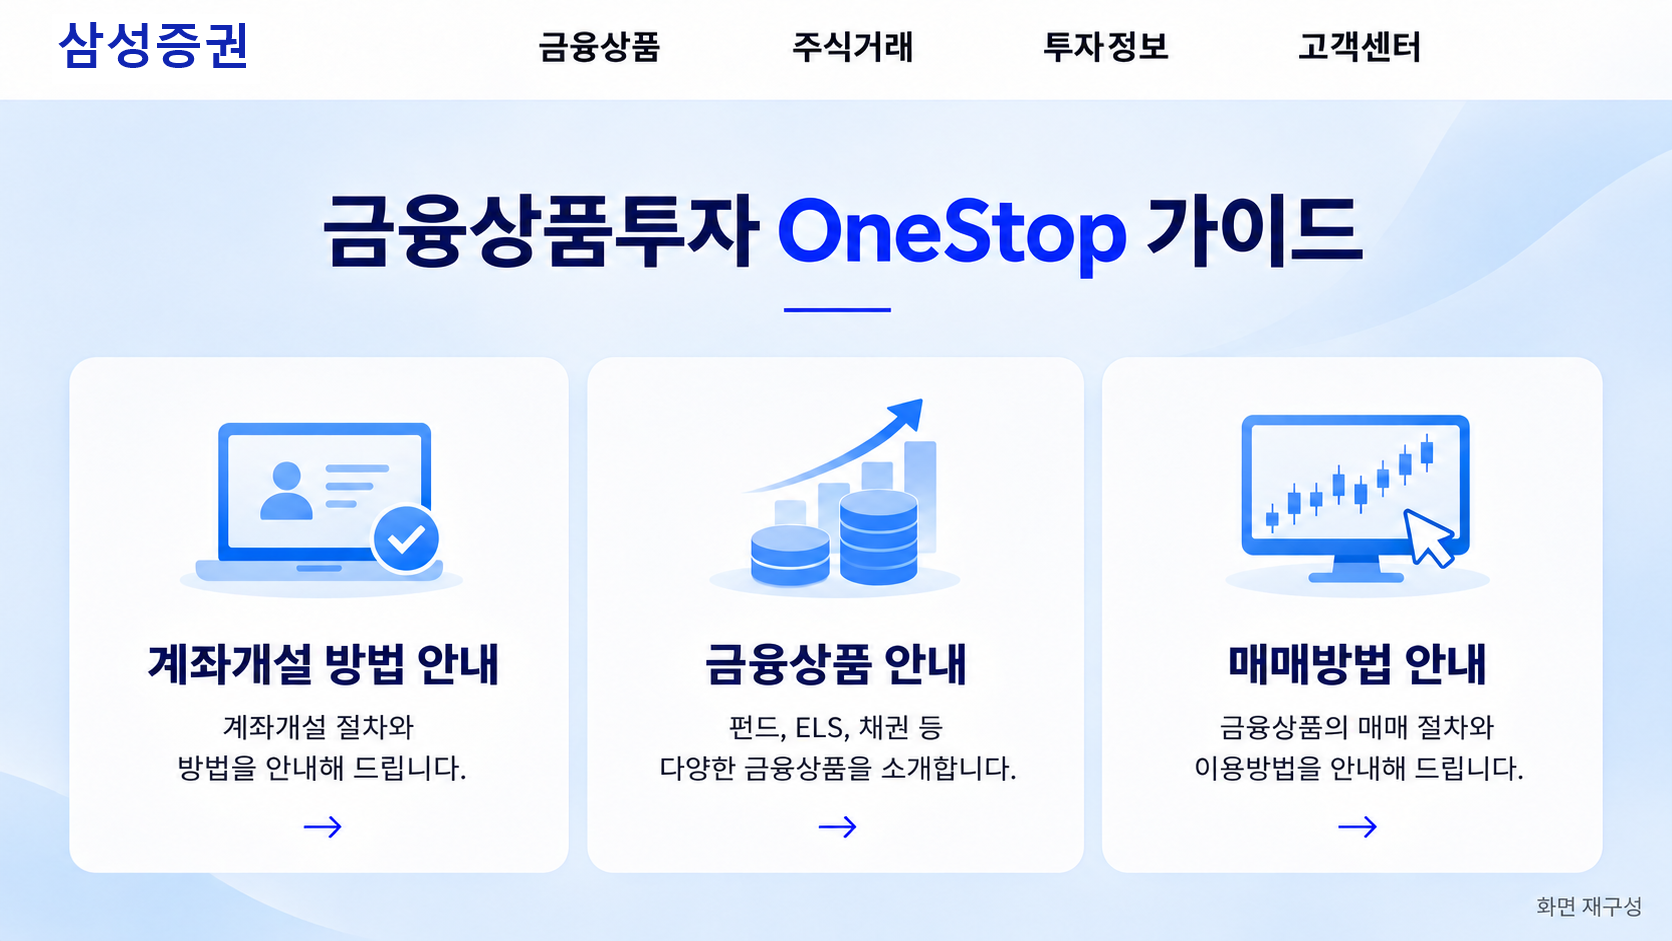 삼성증권
금융상품
주식거래
투자정보
고객센터
금융상품투자 OneStop 가이드
계좌개설 방법 안내
계좌개설 절차와
방법을 안내해 드립니다.
금융상품 안내
펀드, ELS, 채권 등
다양한 금융상품을 소개합니다.
매매방법 안내
금융상품의 매매 절차와
이용방법을 안내해 드립니다.
화면 재구성